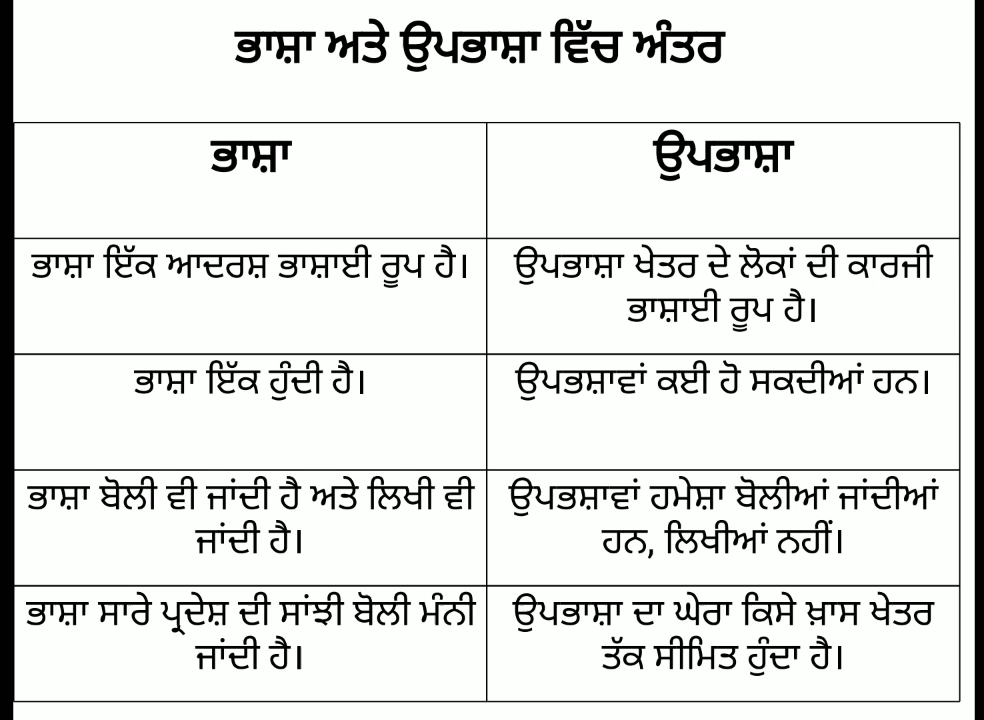 ਭਾਸ਼ਾ ਅਤੇ ਉਪਭਾਸ਼ਾ ਵਿੱਚ ਅੰਤਰ
ਭਾਸ਼ਾ
ਉਪਭਾਸ਼ਾ
ਭਾਸ਼ਾ ਇੱਕ ਆਦਰਸ਼ ਭਾਸ਼ਾਈ ਰੂਪ ਹੈ।
ਉਪਭਾਸ਼ਾ ਖੇਤਰ ਦੇ ਲੋਕਾਂ ਦੀ ਕਾਰਜੀ
ਭਾਸ਼ਾਈ ਰੂਪ ਹੈ।
ਭਾਸ਼ਾ ਇੱਕ ਹੁੰਦੀ ਹੈ।
ਉਪਭਸ਼ਾਵਾਂ ਕਈ ਹੋ ਸਕਦੀਆਂ ਹਨ।
ਭਾਸ਼ਾ ਬੋਲੀ ਵੀ ਜਾਂਦੀ ਹੈ ਅਤੇ ਲਿਖੀ ਵੀ
ਜਾਂਦੀ ਹੈ।
ਉਪਭਸ਼ਾਵਾਂ ਹਮੇਸ਼ਾ ਬੋਲੀਆਂ ਜਾਂਦੀਆਂ
ਹਨ, ਲਿਖੀਆਂ ਨਹੀਂ।
ਭਾਸ਼ਾ ਸਾਰੇ ਪ੍ਰਦੇਸ਼ ਦੀ ਸਾਂਝੀ ਬੋਲੀ ਮੰਨੀ
ਜਾਂਦੀ ਹੈ।
ਉਪਭਾਸ਼ਾ ਦਾ ਘੇਰਾ ਕਿਸੇ ਖ਼ਾਸ ਖੇਤਰ
ਤੱਕ ਸੀਮਿਤ ਹੁੰਦਾ ਹੈ।